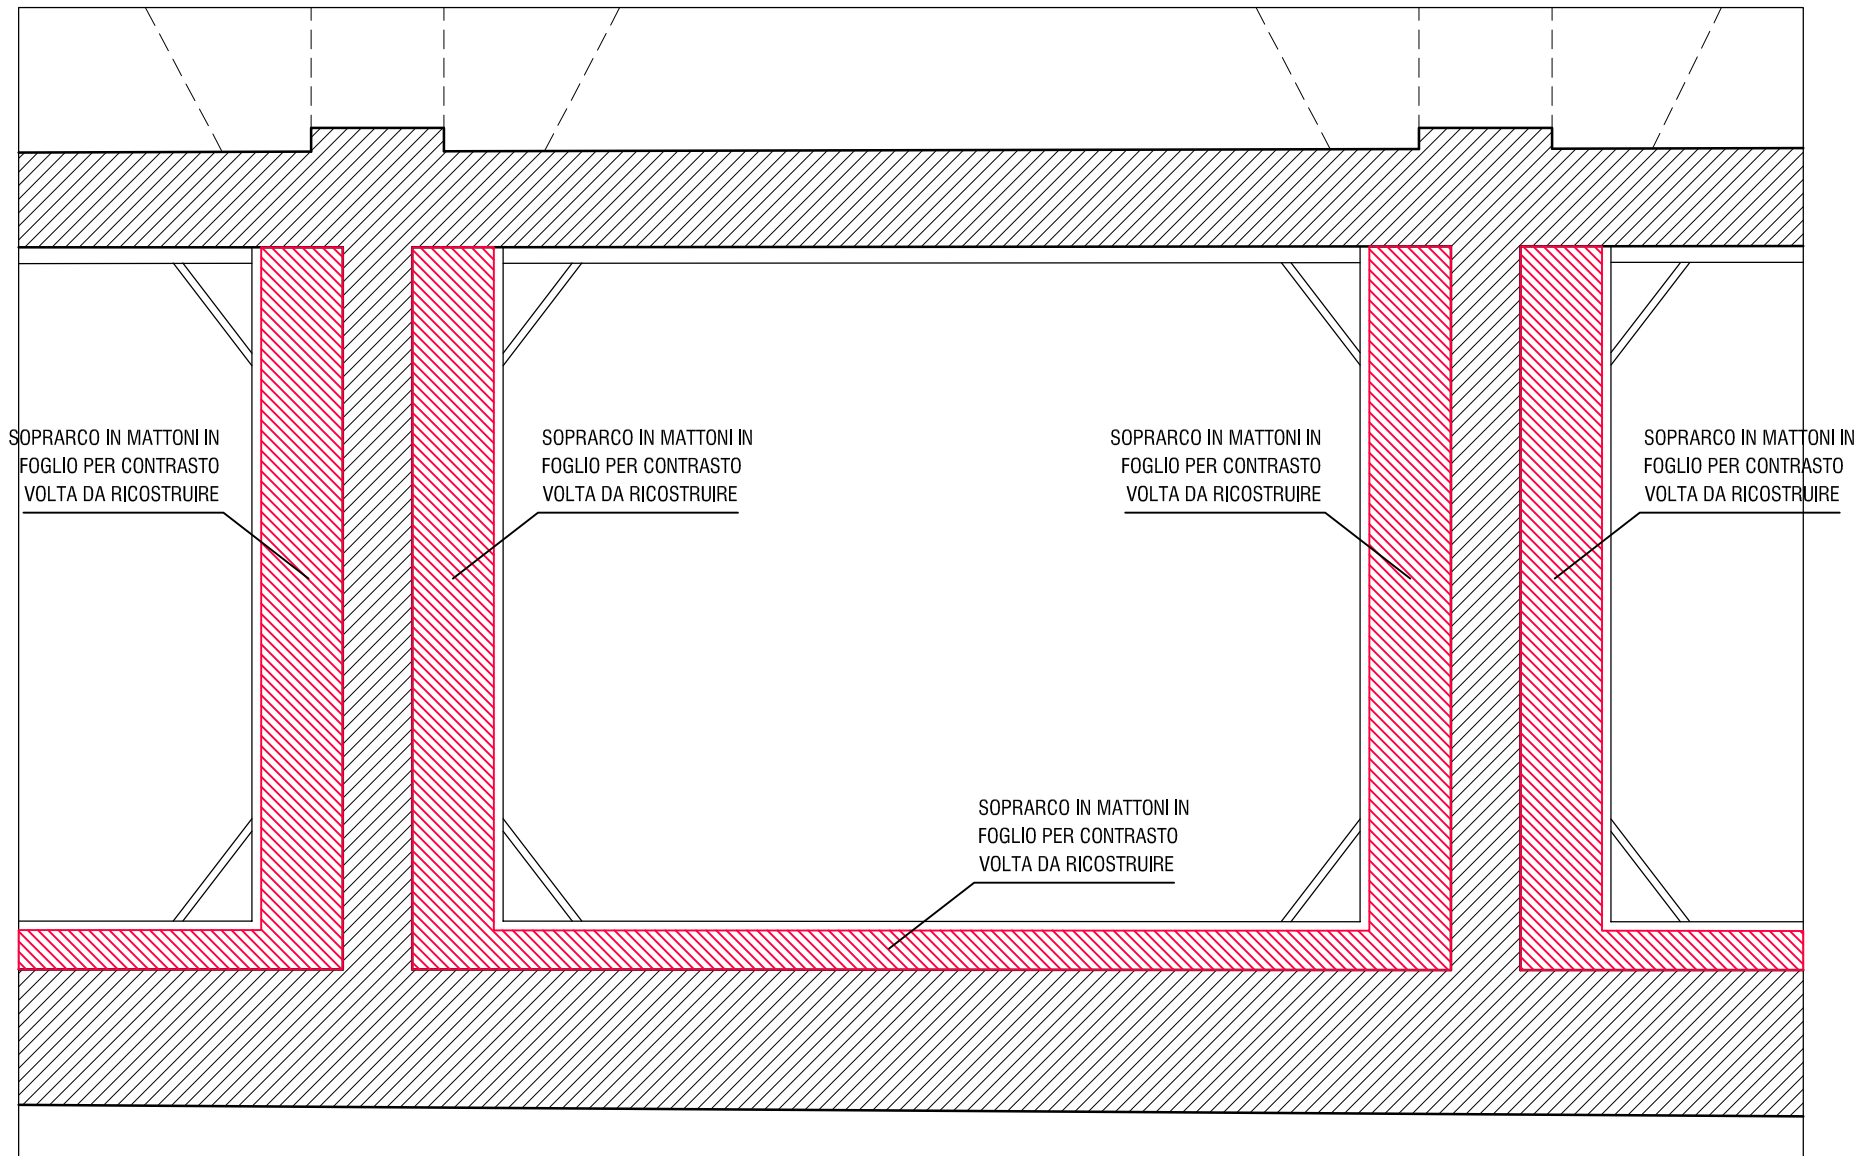 SOPRARCO IN MATTONI IN
FOGLIO PER CONTRASTO
VOLTA DA RICOSTRUIRE
SOPRARCO IN MATTONI IN
FOGLIO PER CONTRASTO
VOLTA DA RICOSTRUIRE
SOPRARCO IN MATTONI IN
FOGLIO PER CONTRASTO
VOLTA DA RICOSTRUIRE
SOPRARCO IN MATTONI IN
FOGLIO PER CONTRASTO
VOLTA DA RICOSTRUIRE
SOPRARCO IN MATTONI IN
FOGLIO PER CONTRASTO
VOLTA DA RICOSTRUIRE